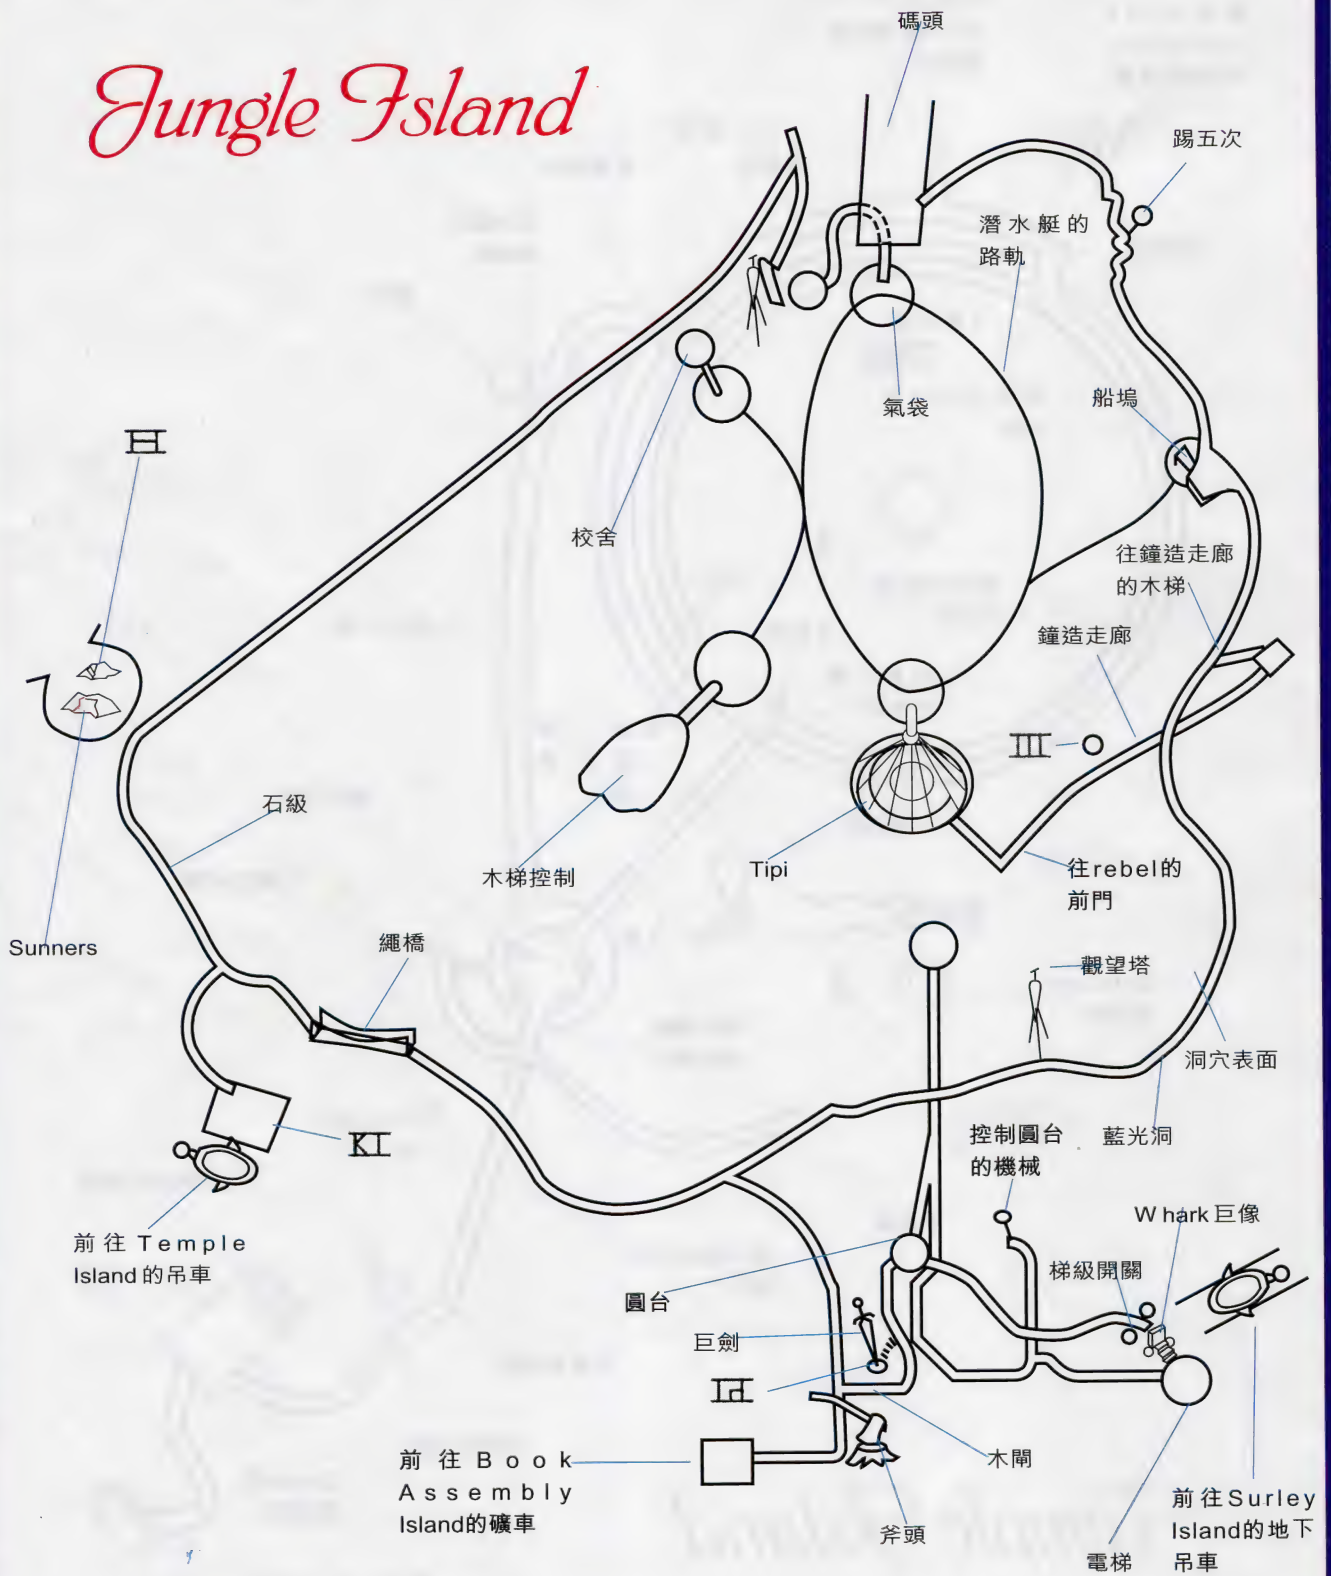 碼頭
Jungle Island
踢五次
潛水艇的
路軌
船塢
氣袋
校舍
往鐘造走廊
的木梯
鐘造走廊
石級
木梯控制
Tipi
往rebel的
前門
Sunners
繩橋
觀望塔
洞穴表面
控制圓台
的機械
藍光洞
Whark巨像
前往Temple
Island的吊車
梯級開關
圓台
巨劍
前往Book
Assembly
Island的礦車
木閘
斧頭
前往Surley
Island的地下
吊車
電梯